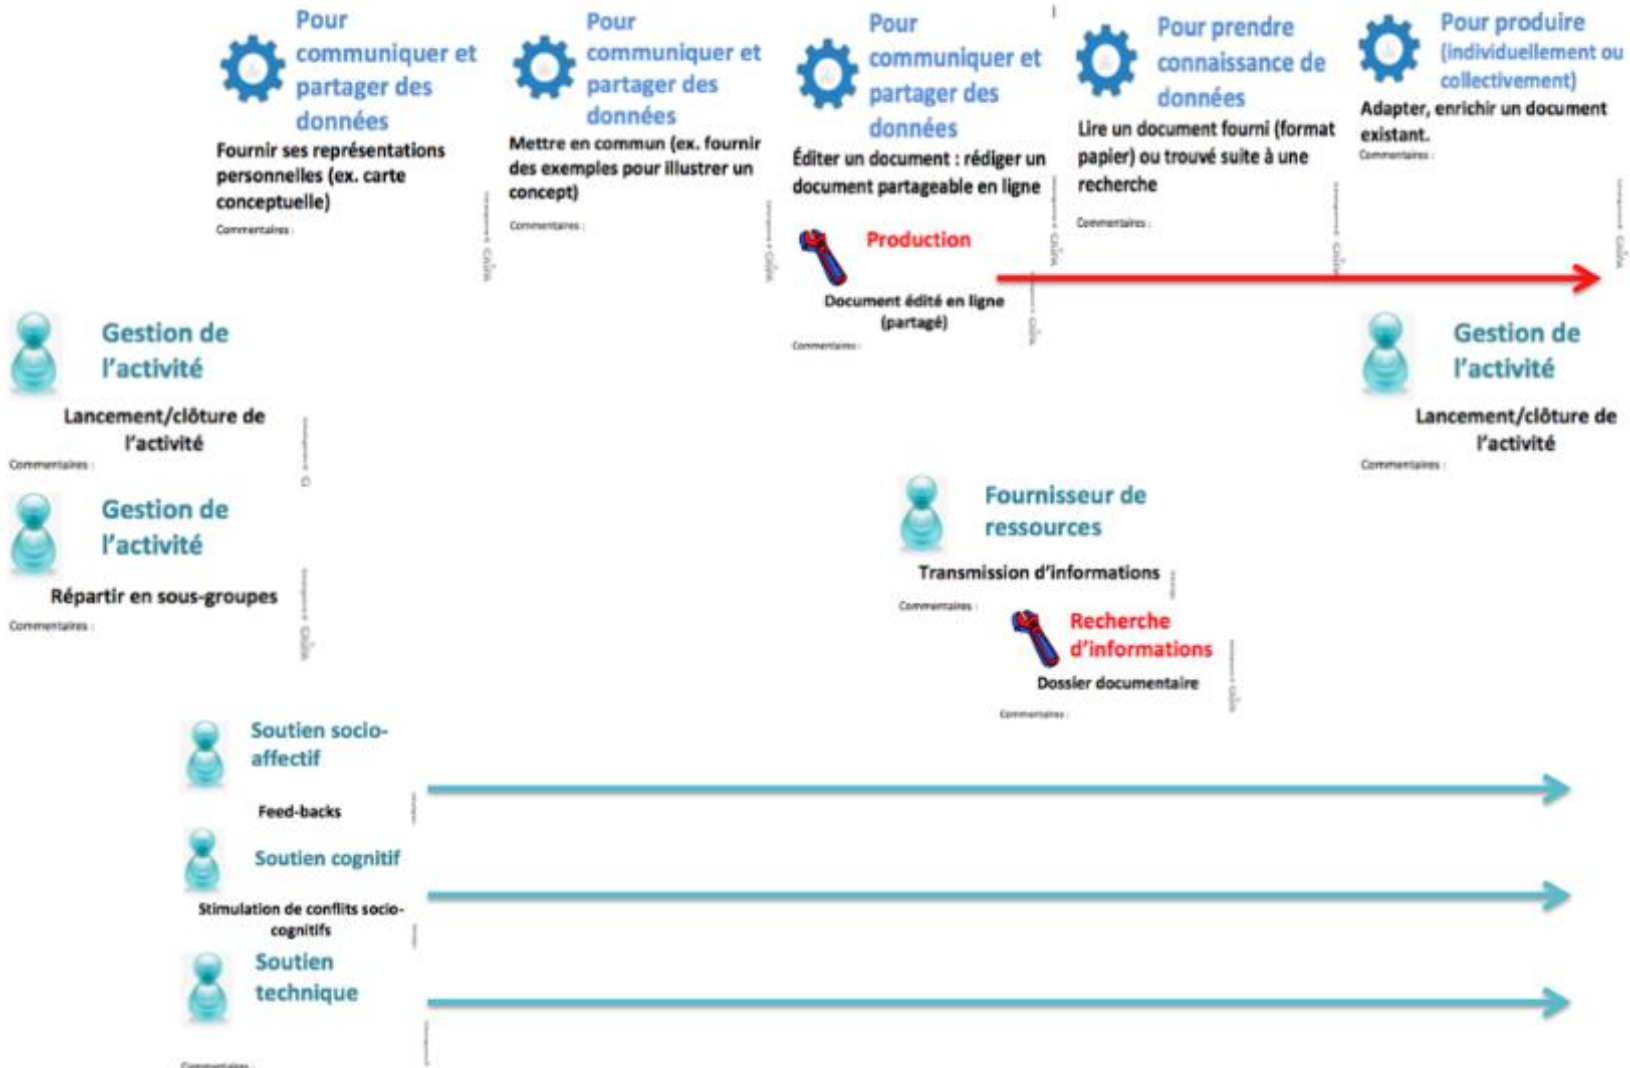 Pour
communiquer et
partager des
données
Fournir ses représentations
personnelles (ex. carte
conceptuelle)
Commentaires :
Pour
communiquer et
partager des
données
Mettre en commun (ex. fournir
des exemples pour illustrer un
concept)
Commentaires :
Pour
communiquer et
partager des
données
Éditer un document : rédiger un
document partageable en ligne
Pour prendre
connaissance de
données
Lire un document fourni (format
papier) ou trouvé suite à une
recherche
Commentaires :
Pour produire
(individuellement ou
collectivement)
Adapter, enrichir un document
existant.
Commentaires :
Production
Document édité en ligne
(partagé)
Commentaires :
Gestion de
l'activité
Lancement/clôture de
l'activité
Commentaires :
Gestion de
l'activité
Lancement/clôture de
l'activité
Commentaires :
Gestion de
l'activité
Répartir en sous-groupes
Commentaires :
Fournisseur de
ressources
Transmission d'informations
Commentaires :
Recherche
d'informations
Dossier documentaire
Commentaires :
Soutien socio-
affectif
Feed-backs
Soutien cognitif
Stimulation de conflits socio-
cognitifs
Soutien
technique
Commentaires :